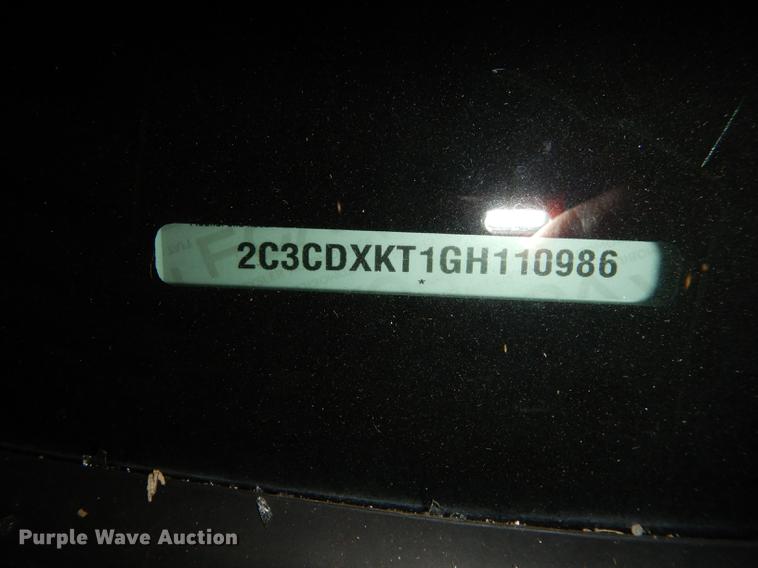 2C3CDXKT1GH110986
*
Purple Wave Auction